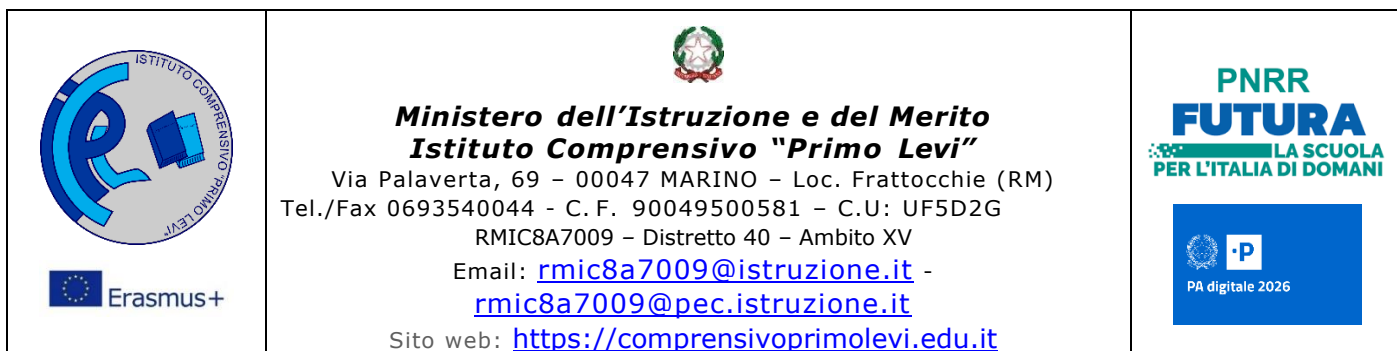 ISTITUTO COMPRENSIVO "PRIMO LEVI"
Erasmus+
Ministero dell’Istruzione e del Merito
Istituto Comprensivo “Primo Levi”
Via Palaverta, 69 – 00047 MARINO – Loc. Frattocchie (RM)
Tel./Fax 0693540044 - C. F. 90049500581 – C.U: UF5D2G
RMIC8A7009 – Distretto 40 – Ambito XV
Email: rmic8a7009@istruzione.it -
rmic8a7009@pec.istruzione.it
Sito web: https://comprensivoprimolevi.edu.it
PNRR
FUTURA
LA SCUOLA
PER L'ITALIA DI DOMANI
·P
PA digitale 2026